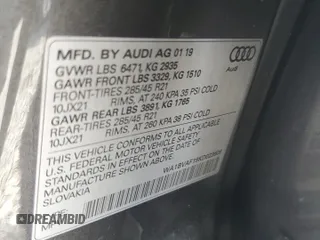 MFD. BY AUDI AG 01 19
GVWR LBS 6471, KG 2935
GAWR FRONT LBS 3329, KG 1510
FRONT-TIRES 285/45 R21
10JX21 RIMS, AT 240 KPA 35 PSI COLD
GAWR REAR LBS 3891, KG 1765
REAR-TIRES 285/45 R21
10JX21 RIMS, AT 260 KPA 38 PSI COLD
THIS VEHICLE CONFORMS TO ALL APPLICABLE
U.S. FEDERAL MOTOR VEHICLE SAFETY
STANDARDS IN EFFECT ON THE DATE OF
MANUFACTURE SHOWN ABOVE.
SLOVAKIA
Audi
DREAMBID